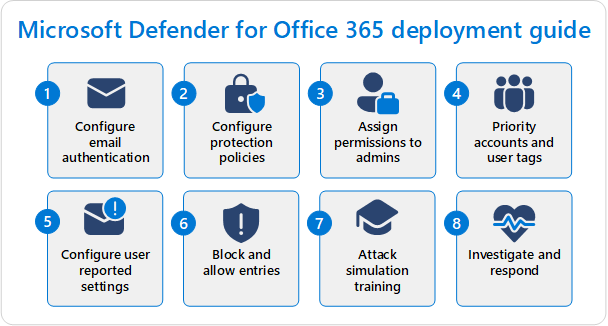 Microsoft Defender for Office 365 deployment guide
1
Configure
email
authentication
2
Configure
protection
policies
3
Assign
permissions to
admins
4
Priority
accounts and
user tags
5
Configure user
reported
settings
6
Block and
allow entries
7
Attack
simulation
training
8
Investigate and
respond